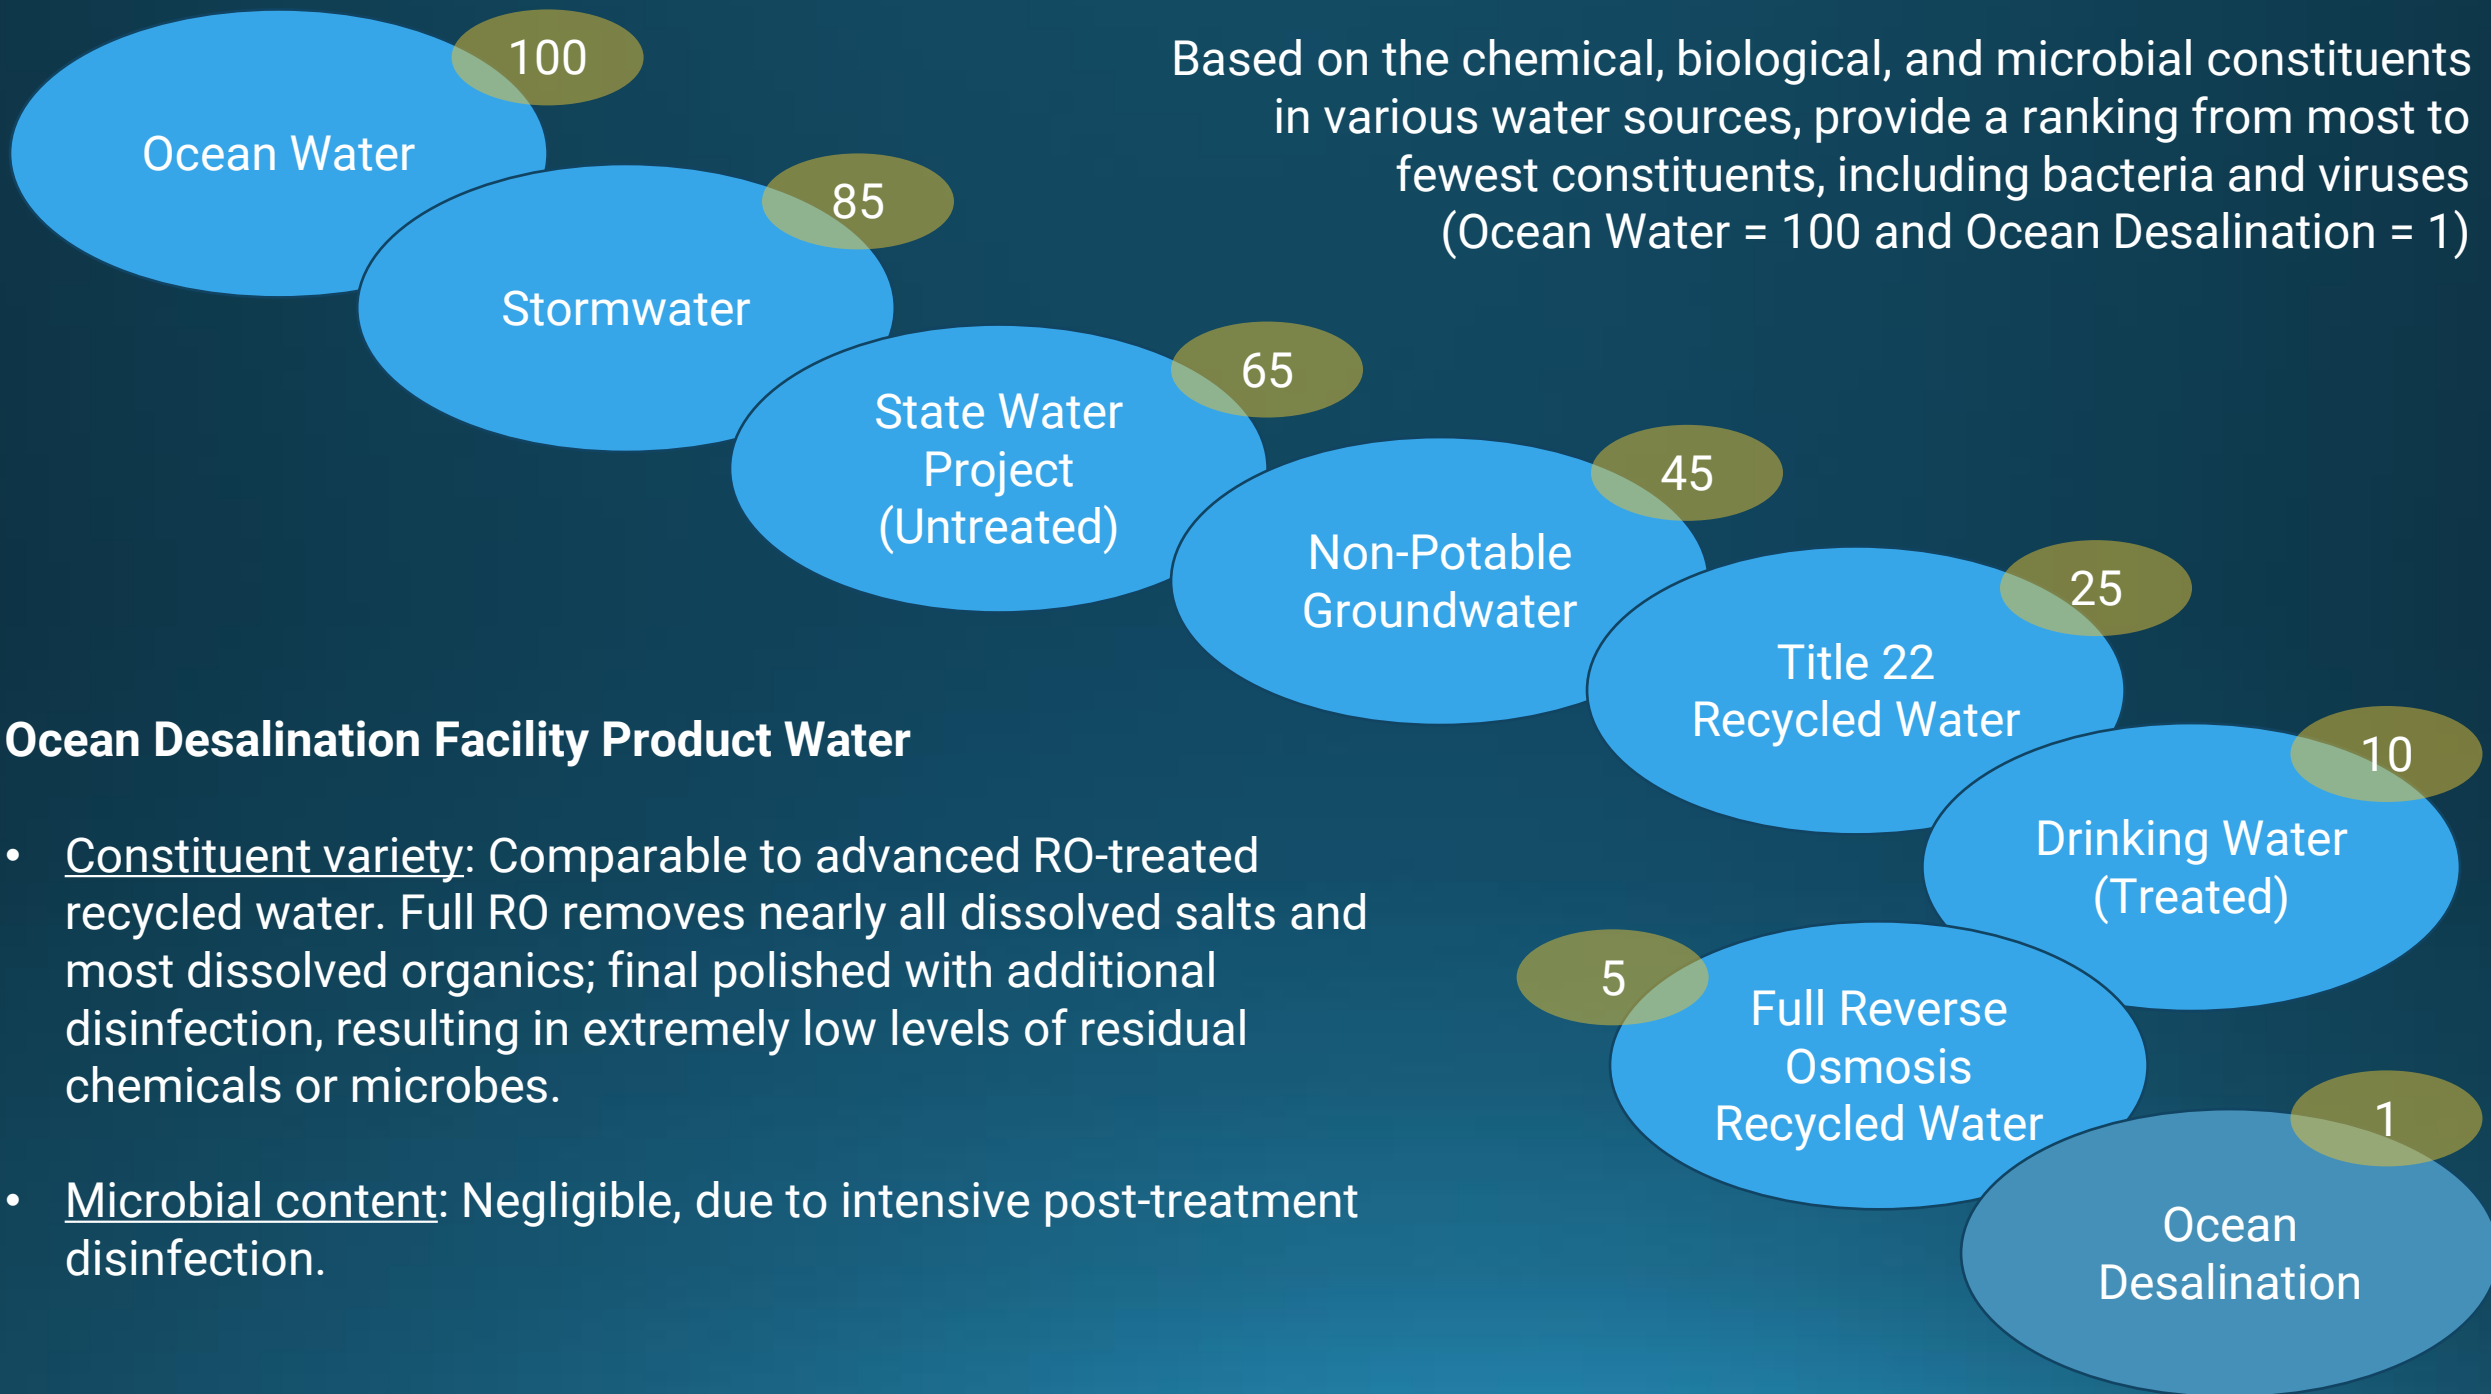 100
Ocean Water
Based on the chemical, biological, and microbial constituents
in various water sources, provide a ranking from most to
fewest constituents, including bacteria and viruses
(Ocean Water = 100 and Ocean Desalination = 1)
85
Stormwater
65
State Water
Project
(Untreated)
45
Non-Potable
Groundwater
25
Title 22
Recycled Water
10
Drinking Water
(Treated)
5
Full Reverse
Osmosis
Recycled Water
1
Ocean
Desalination
Ocean Desalination Facility Product Water
• Constituent variety: Comparable to advanced RO-treated
recycled water. Full RO removes nearly all dissolved salts and
most dissolved organics; final polished with additional
disinfection, resulting in extremely low levels of residual
chemicals or microbes.
• Microbial content: Negligible, due to intensive post-treatment
disinfection.